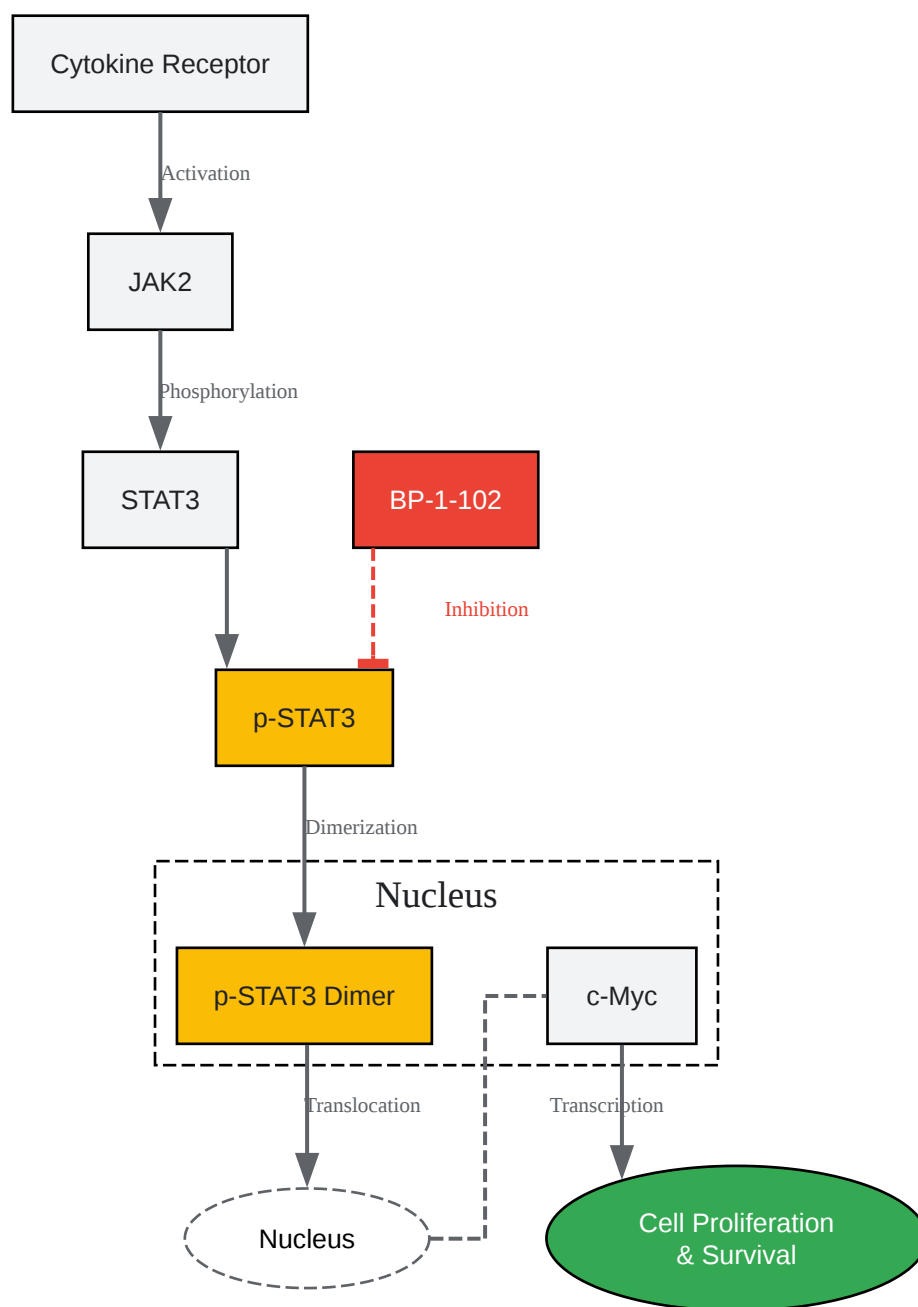 Cytokine Receptor
Activation
JAK2
Phosphorylation
STAT3
BP-1-102
Inhibition
p-STAT3
Dimerization
Nucleus
p-STAT3 Dimer
c-Myc
Translocation
Transcription
Nucleus
Cell Proliferation
& Survival